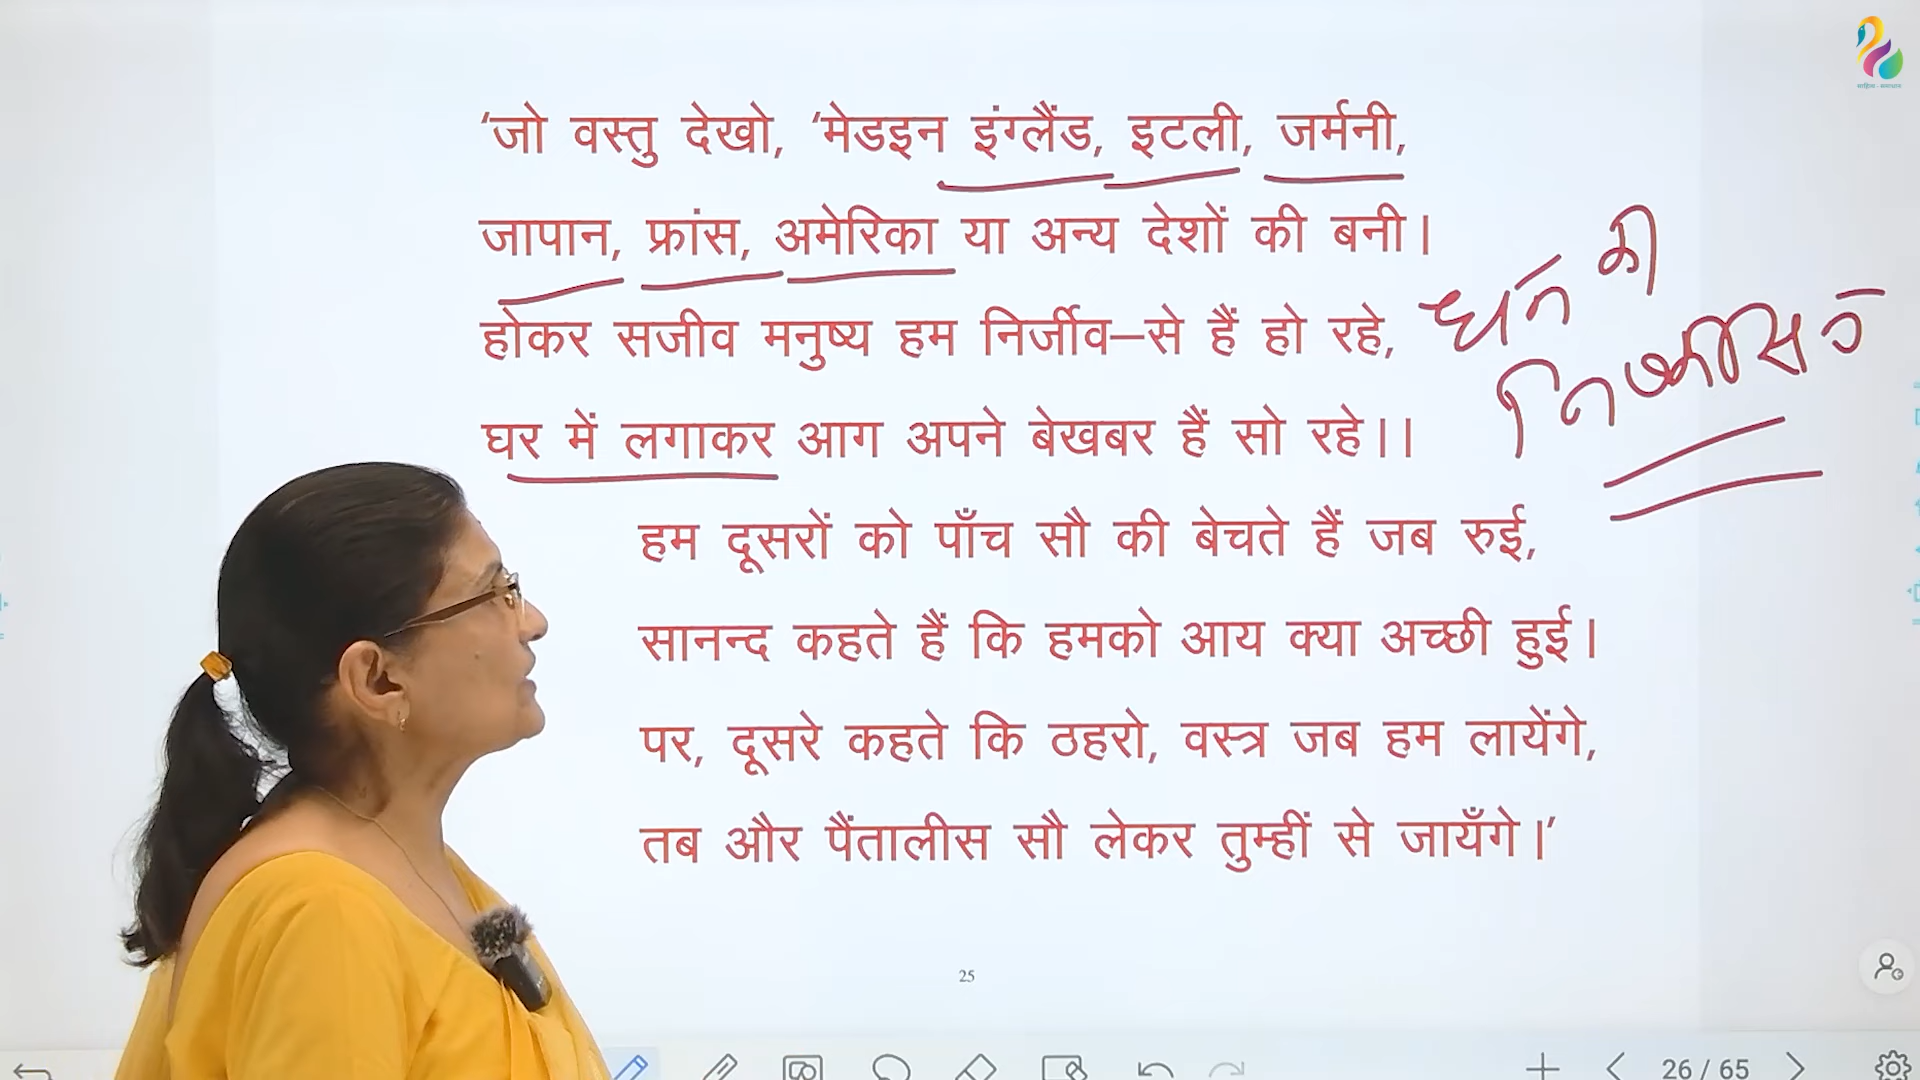 ‘जो वस्तु देखो, ‘मेडइन इंग्लैंड, इटली, जर्मनी,
जापान, फ्रांस, अमेरिका या अन्य देशों की बनी।
होकर सजीव मनुष्य हम निर्जीव–से हैं हो रहे,
घर में लगाकर आग अपने बेखबर हैं सो रहे।।
धन की
हम दूसरों को पाँच सौ की बेचते हैं जब रुई,
सानन्द कहते हैं कि हमको आय क्या अच्छी हुई।
पर, दूसरे कहते कि ठहरो, वस्त्र जब हम लायेंगे,
तब और पैंतालीस सौ लेकर तुम्हीं से जायँगे।’
25
26 / 65